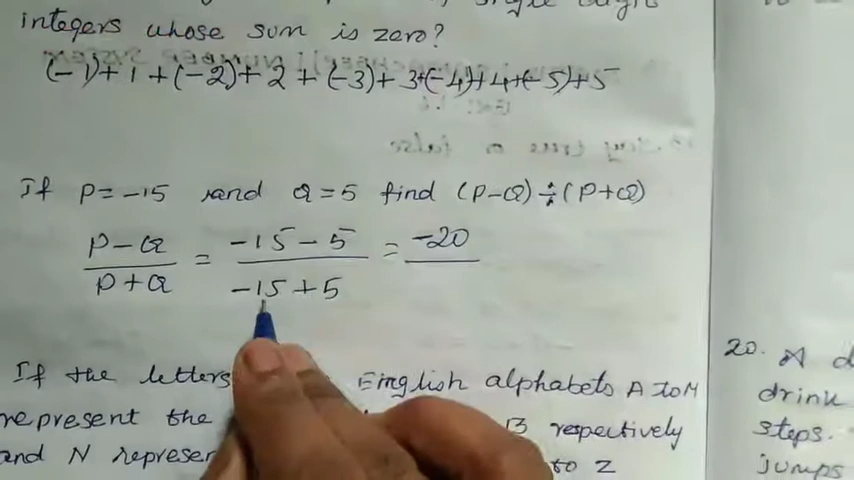 single digit
integers whose sum is zero?
(-1)+1+(-2)+2+(-3)+3+(-4)+4+(-5)+5
If P=-15 and Q=5 find (P-Q)÷(P+Q)
P-Q = -15-5 = -20
P+Q -15+5
If the letters English alphabets A to M
represent the B respectively
and N represen to Z
20. A d
drink
steps.
jumps